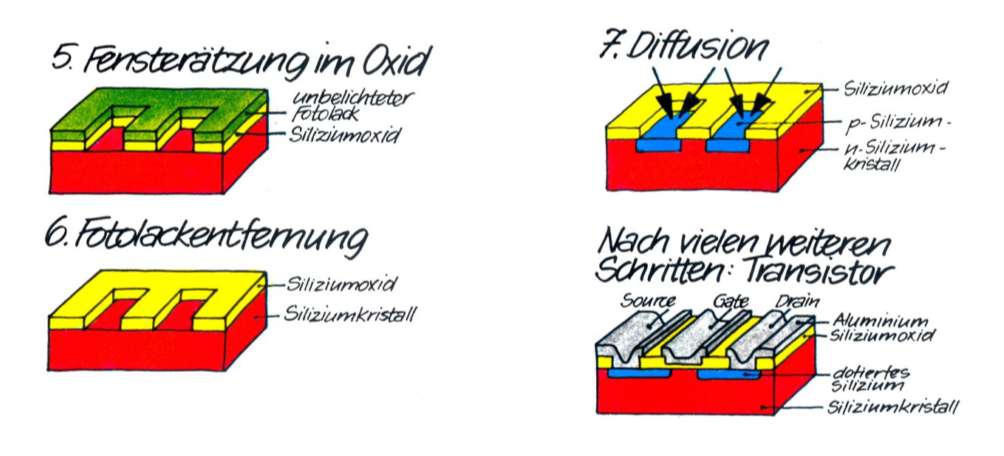 5. Fensterätzung im Oxid
unbelichteter
Fotolack
Siliziumoxid
6. Fotolackentfernung
Siliziumoxid
Siliziumkristall
7. Diffusion
Siliziumoxid
p-Silizium-
n-Silizium-
kristall
Nach vielen weiteren
Schritten: Transistor
Source Gate Drain
Aluminium
Siliziumoxid
dotiertes
Silizium
Siliziumkristall